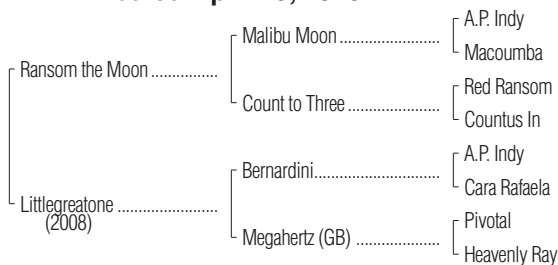 A.P. Indy
Malibu Moon
Macoumba
Ransom the Moon
Red Ransom
Count to Three
Countus In
A.P. Indy
Bernardini
Cara Rafaela
Littlegreatone
(2008)
Pivotal
Megahertz (GB)
Heavenly Ray